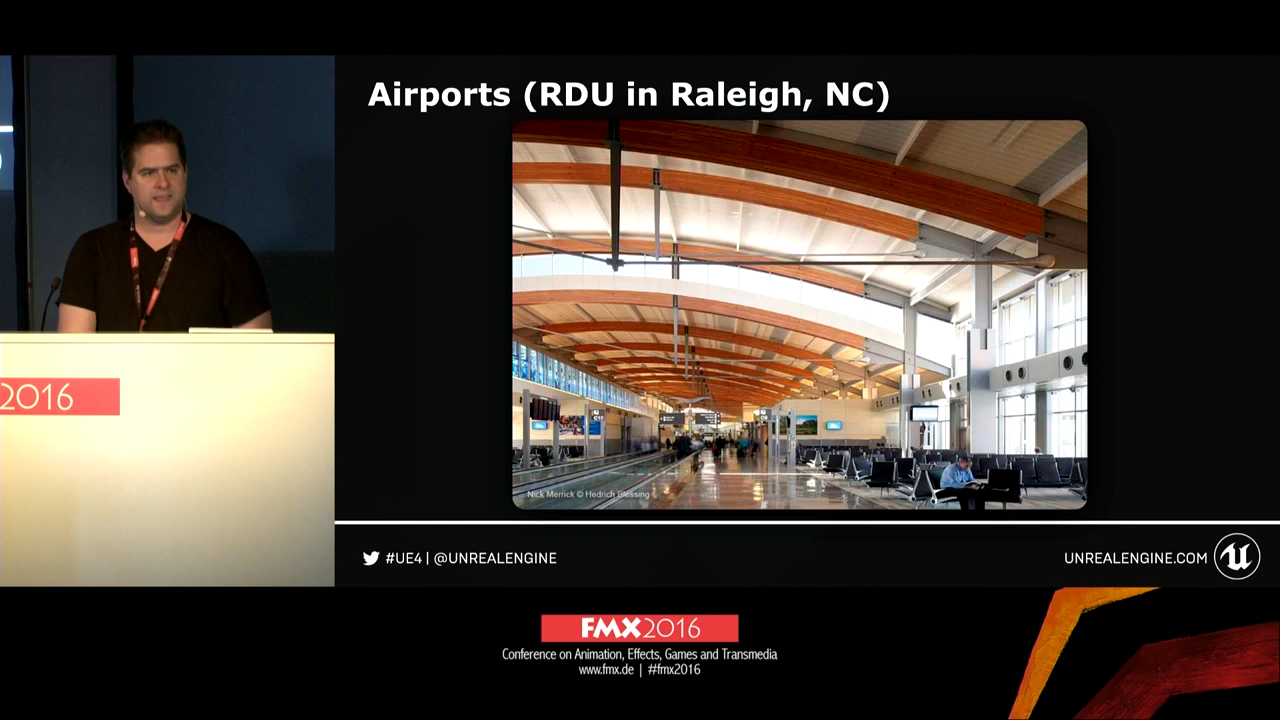 Airports (RDU in Raleigh, NC)
2016
Nick Merrick © Hedrich Blessing
#UE4 | @UNREALENGINE
UNREALENGINE.COM
FMX2016
Conference on Animation, Effects, Games and Transmedia
www.fmx.de | #fmx2016